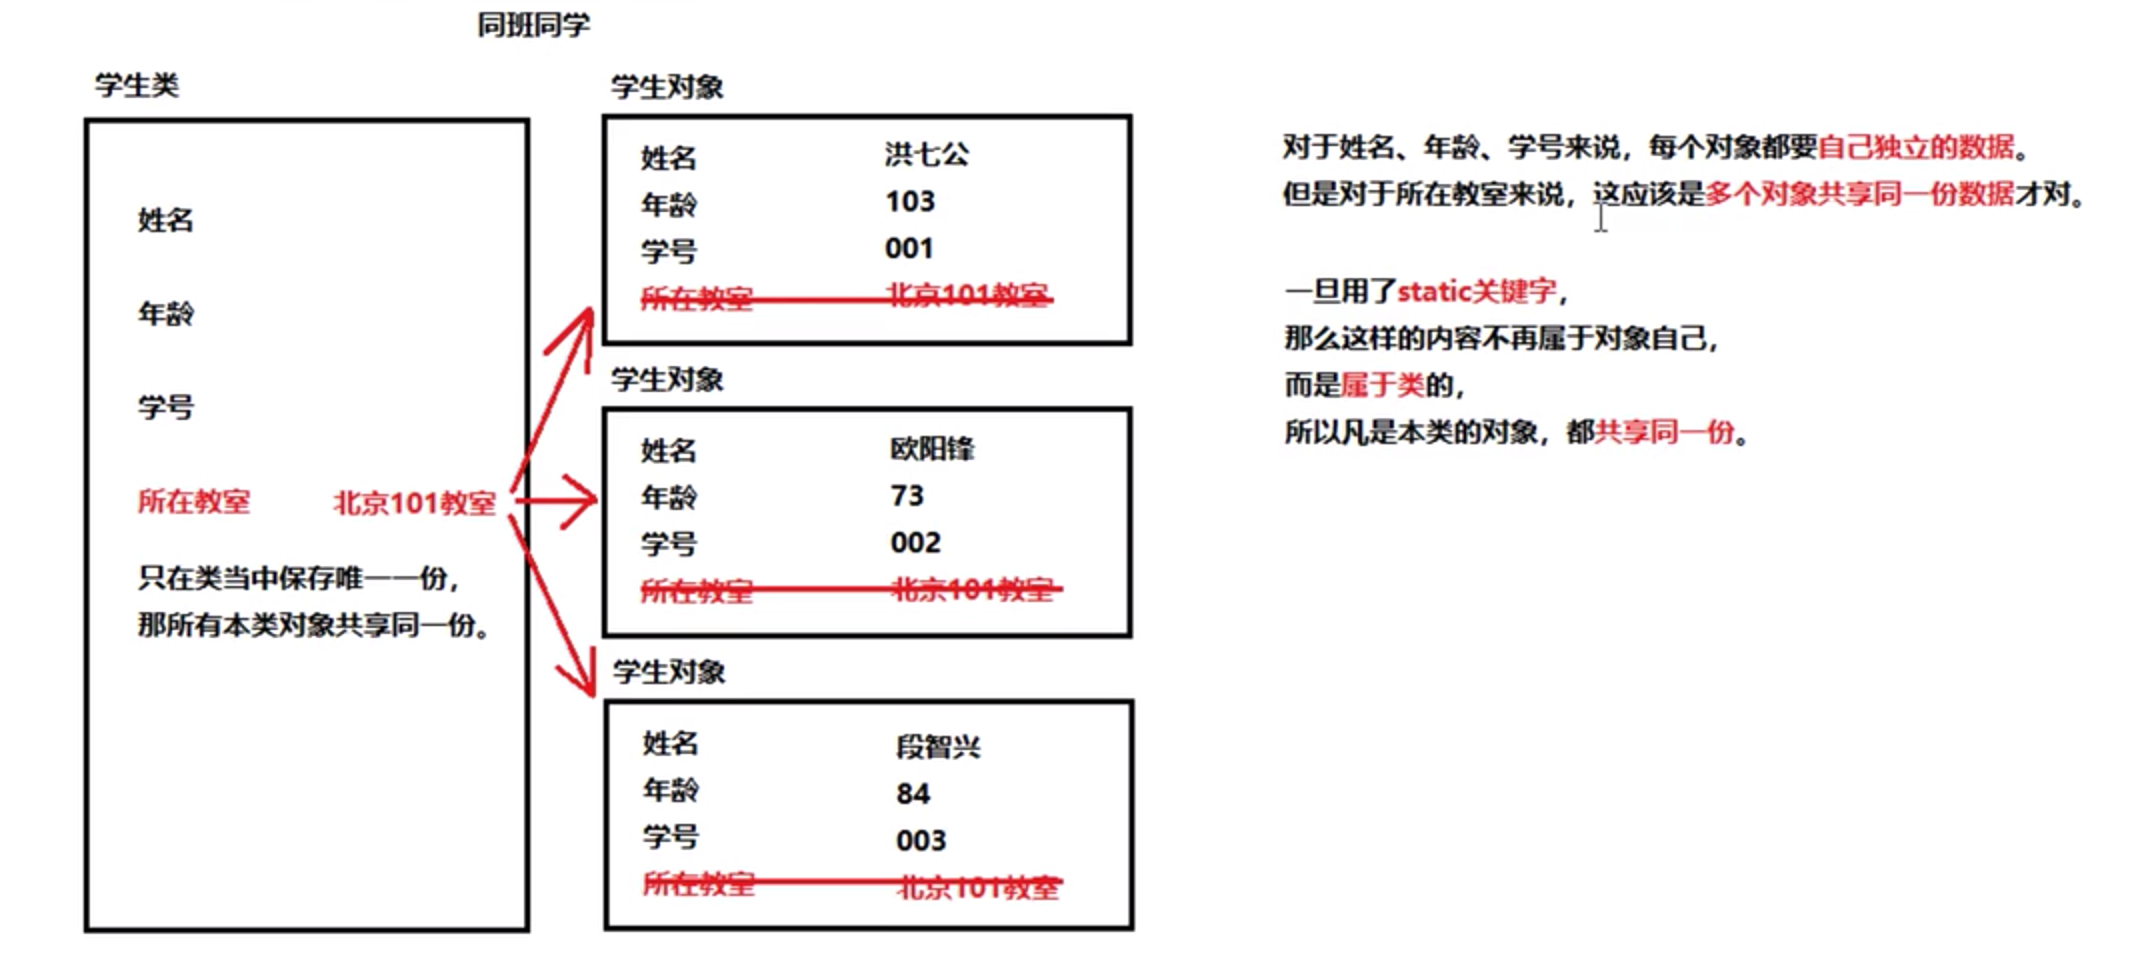 同班同学
学生类
姓名
年龄
学号
所在教室 北京101教室
只在类当中保存唯一一份，
那所有本类对象共享同一份。
学生对象
姓名 洪七公
年龄 103
学号 001
所在教室 北京101教室
学生对象
姓名 欧阳锋
年龄 73
学号 002
所在教室 北京101教室
学生对象
姓名 段智兴
年龄 84
学号 003
所在教室 北京101教室
对于姓名、年龄、学号来说，每个对象都要自己独立的数据。
但是对于所在教室来说，这应该是多个对象共享同一份数据才对。
一旦用了static关键字，
那么这样的内容不再属于对象自己，
而是属于类的，
所以凡是本类的对象，都共享同一份。